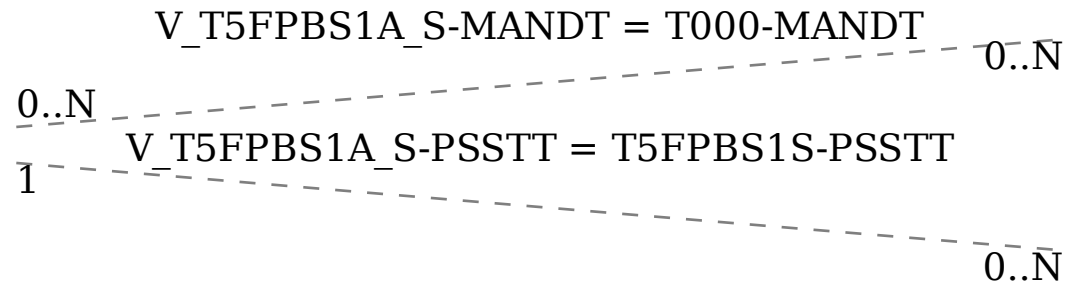 V_T5FPBS1A_S-MANDT = T000-MANDT
0..N
0..N
V_T5FPBS1A_S-PSSTT = T5FPBS1S-PSSTT
1
0..N